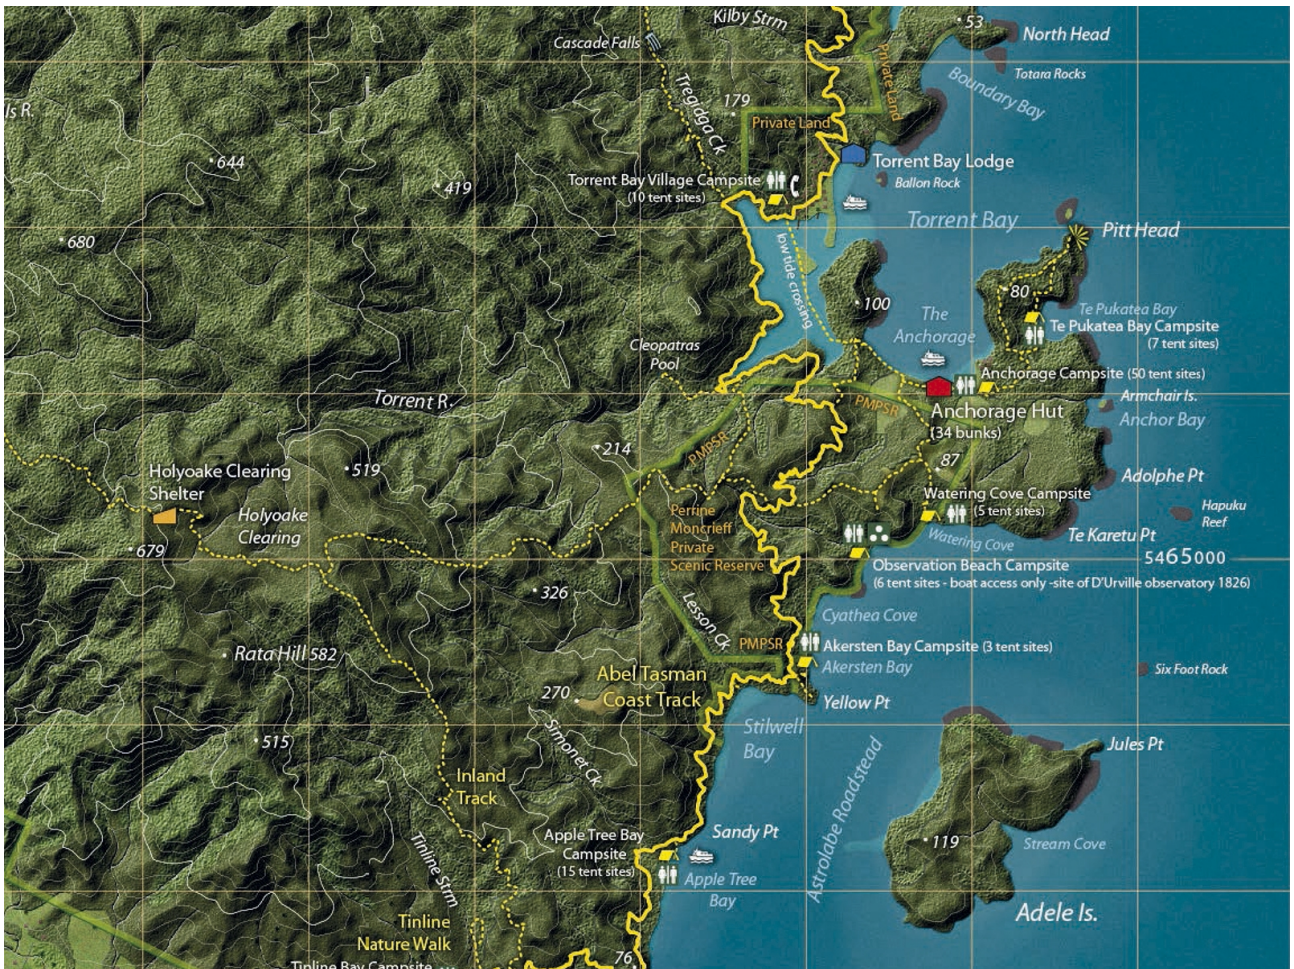 Kilby Strm
53
North Head
Cascade Falls
Totara Rocks
Private Land
Boundary Bay
ls R.
Tregidga Ck
179
Private Land
644
Torrent Bay Lodge
419
Torrent Bay Village Campsite
(10 tent sites)
Ballon Rock
Torrent Bay
Pitt Head
680
low tide crossing
80
100
The
Anchorage
Te Pukatea Bay
Te Pukatea Bay Campsite
(7 tent sites)
Cleopatras
Pool
Anchorage Campsite (50 tent sites)
Torrent R.
PMPSR
Armchair Is.
Anchorage Hut
(34 bunks)
Anchor Bay
214
PMPSR
519
87
Holyoake Clearing
Shelter
Adolphe Pt
Watering Cove Campsite
(5 tent sites)
Perrine
Moncrieff
Private
Scenic Reserve
Holyoake
Clearing
Hapuku
Reef
Te Karetu Pt
Watering Cove
679
5465000
Observation Beach Campsite
(6 tent sites - boat access only -site of D'Urville observatory 1826)
326
Lesson Ck
Cyathea Cove
PMPSR
Akersten Bay Campsite (3 tent sites)
Rata Hill 582
Akersten Bay
Six Foot Rock
Abel Tasman
Coast Track
270
Yellow Pt
Stilwell
Bay
515
Simonet Ck
Jules Pt
Inland
Track
Astrolabe Roadstead
Sandy Pt
Apple Tree Bay
Campsite
(15 tent sites)
119
Stream Cove
Tinline Strm
Apple Tree
Bay
Adele Is.
Tinline
Nature Walk
76
Tinline Bay Campsite